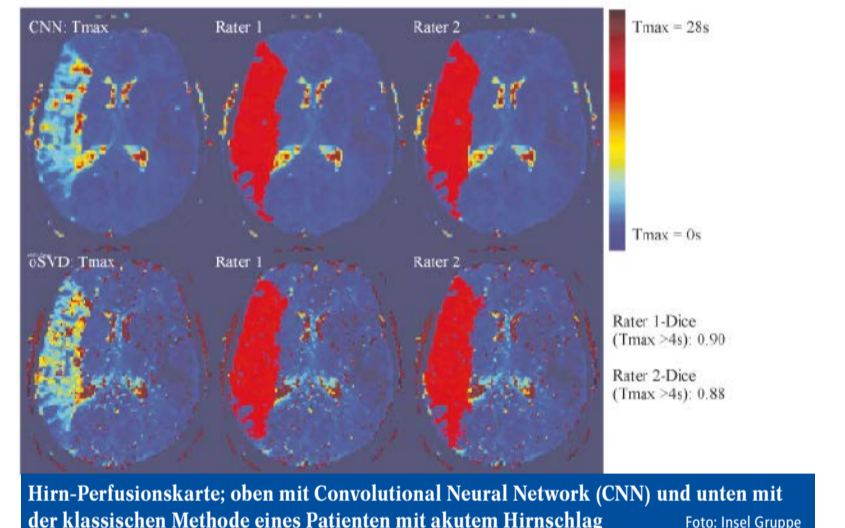 CNN: Tmax
Rater 1
Rater 2
Tmax = 28s
Tmax = 0s
oSVD: Tmax
Rater 1
Rater 2
Rater 1-Dice
(Tmax >4s): 0.90
Rater 2-Dice
(Tmax >4s): 0.88
Hirn-Perfusionskarte; oben mit Convolutional Neural Network (CNN) und unten mit
der klassischen Methode eines Patienten mit akutem Hirnschlag
Foto: Insel Gruppe